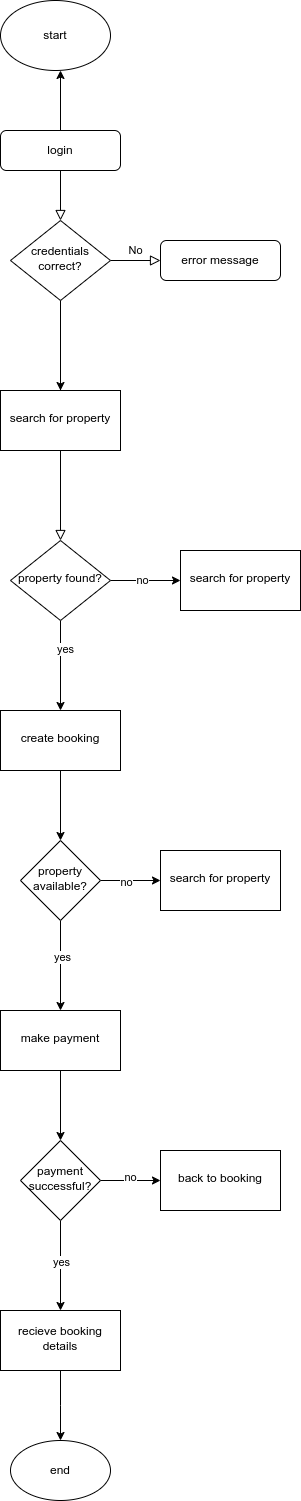 start
login
credentials
correct?
No
error message
search for property
property found?
no
search for property
yes
create booking
property
available?
no
search for property
yes
make payment
payment
successful?
no
back to booking
yes
recieve booking
details
end